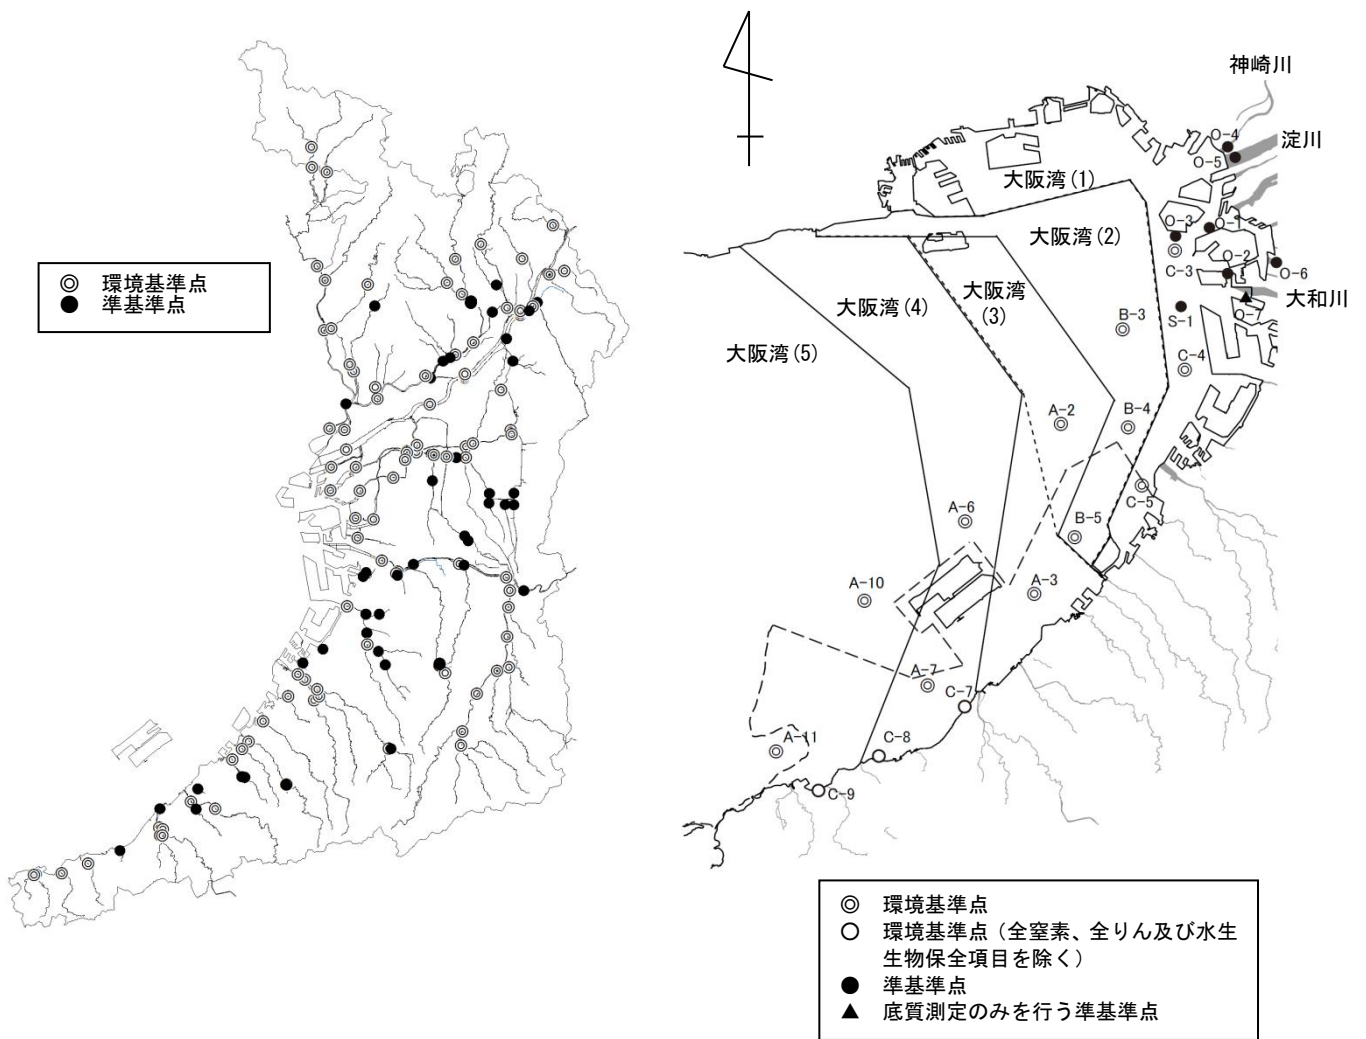 環境基準点
準基準点
神崎川
淀川
大和川
大阪湾(1)
大阪湾(2)
大阪湾
(3)
大阪湾(4)
大阪湾(5)
O-4
O-5
O-3
O-1
C-3
O-2
O-6
O-7
S-1
B-3
C-4
A-2
B-4
C-5
A-6
B-5
A-10
A-3
A-7
C-7
A-11
C-8
C-9
環境基準点
環境基準点（全窒素、全りん及び水生
生物保全項目を除く）
準基準点
底質測定のみを行う準基準点